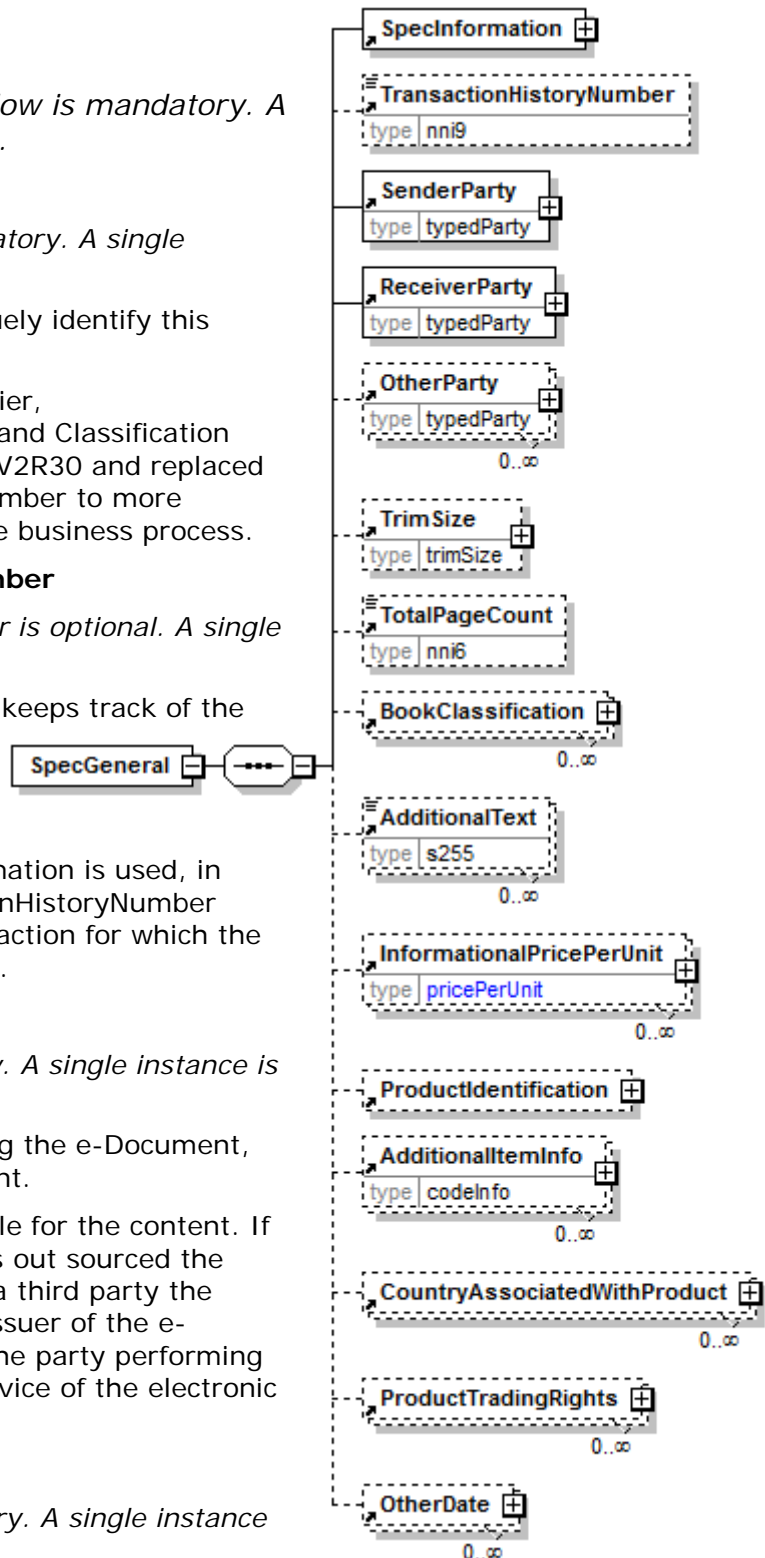 low is mandatory. A
.
atory. A single
uely identify this
ier,
and Classification
V2R30 and replaced
mber to more
e business process.
nber
r is optional. A single
keeps track of the
nation is used, in
nHistoryNumber
action for which the
.
y. A single instance is
g the e-Document,
nt.
le for the content. If
s out sourced the
a third party the
ssuer of the e-
ne party performing
vice of the electronic
ry. A single instance
SpecGeneral
SpecInformation
TransactionHistoryNumber
type nni9
SenderParty
type typedParty
ReceiverParty
type typedParty
OtherParty
type typedParty
0..∞
TrimSize
type trimSize
TotalPageCount
type nni6
BookClassification
0..∞
AdditionalText
type s255
0..∞
InformationalPricePerUnit
type pricePerUnit
0..∞
ProductIdentification
AdditionalItemInfo
type codeInfo
0..∞
CountryAssociatedWithProduct
0..∞
ProductTradingRights
0..∞
OtherDate
0..∞